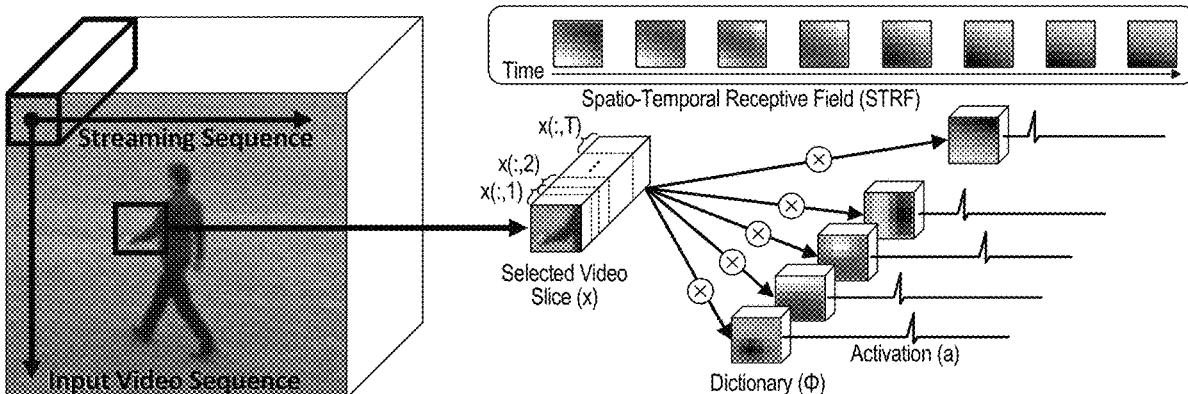 Time
Spatio-Temporal Receptive Field (STRF)
Streaming Sequence
x(:,T)
x(:,2)
x(:,1)
Selected Video
Slice (x)
Input Video Sequence
Activation (a)
Dictionary (Φ)